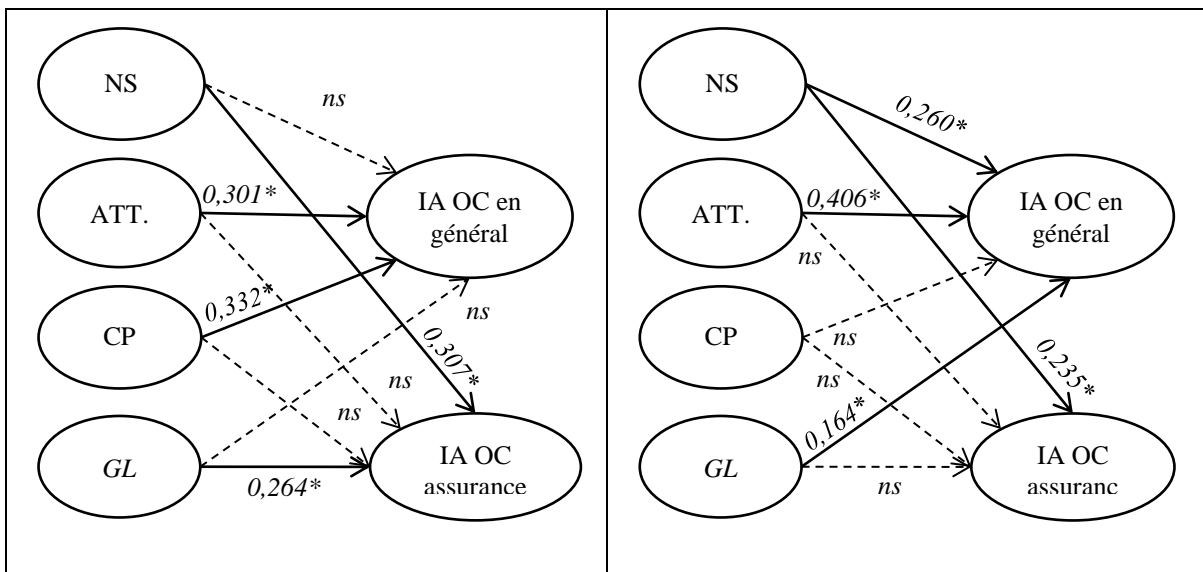 NS
ns
ATT.
0,301*
IA OC en
général
CP
0,332*
ns
0,307*
ns
ns
GL
0,264*
IA OC
assurance
NS
0,260*
ATT.
0,406*
IA OC en
général
ns
CP
ns
ns
0,235*
0,164*
GL
ns
IA OC
assuranc